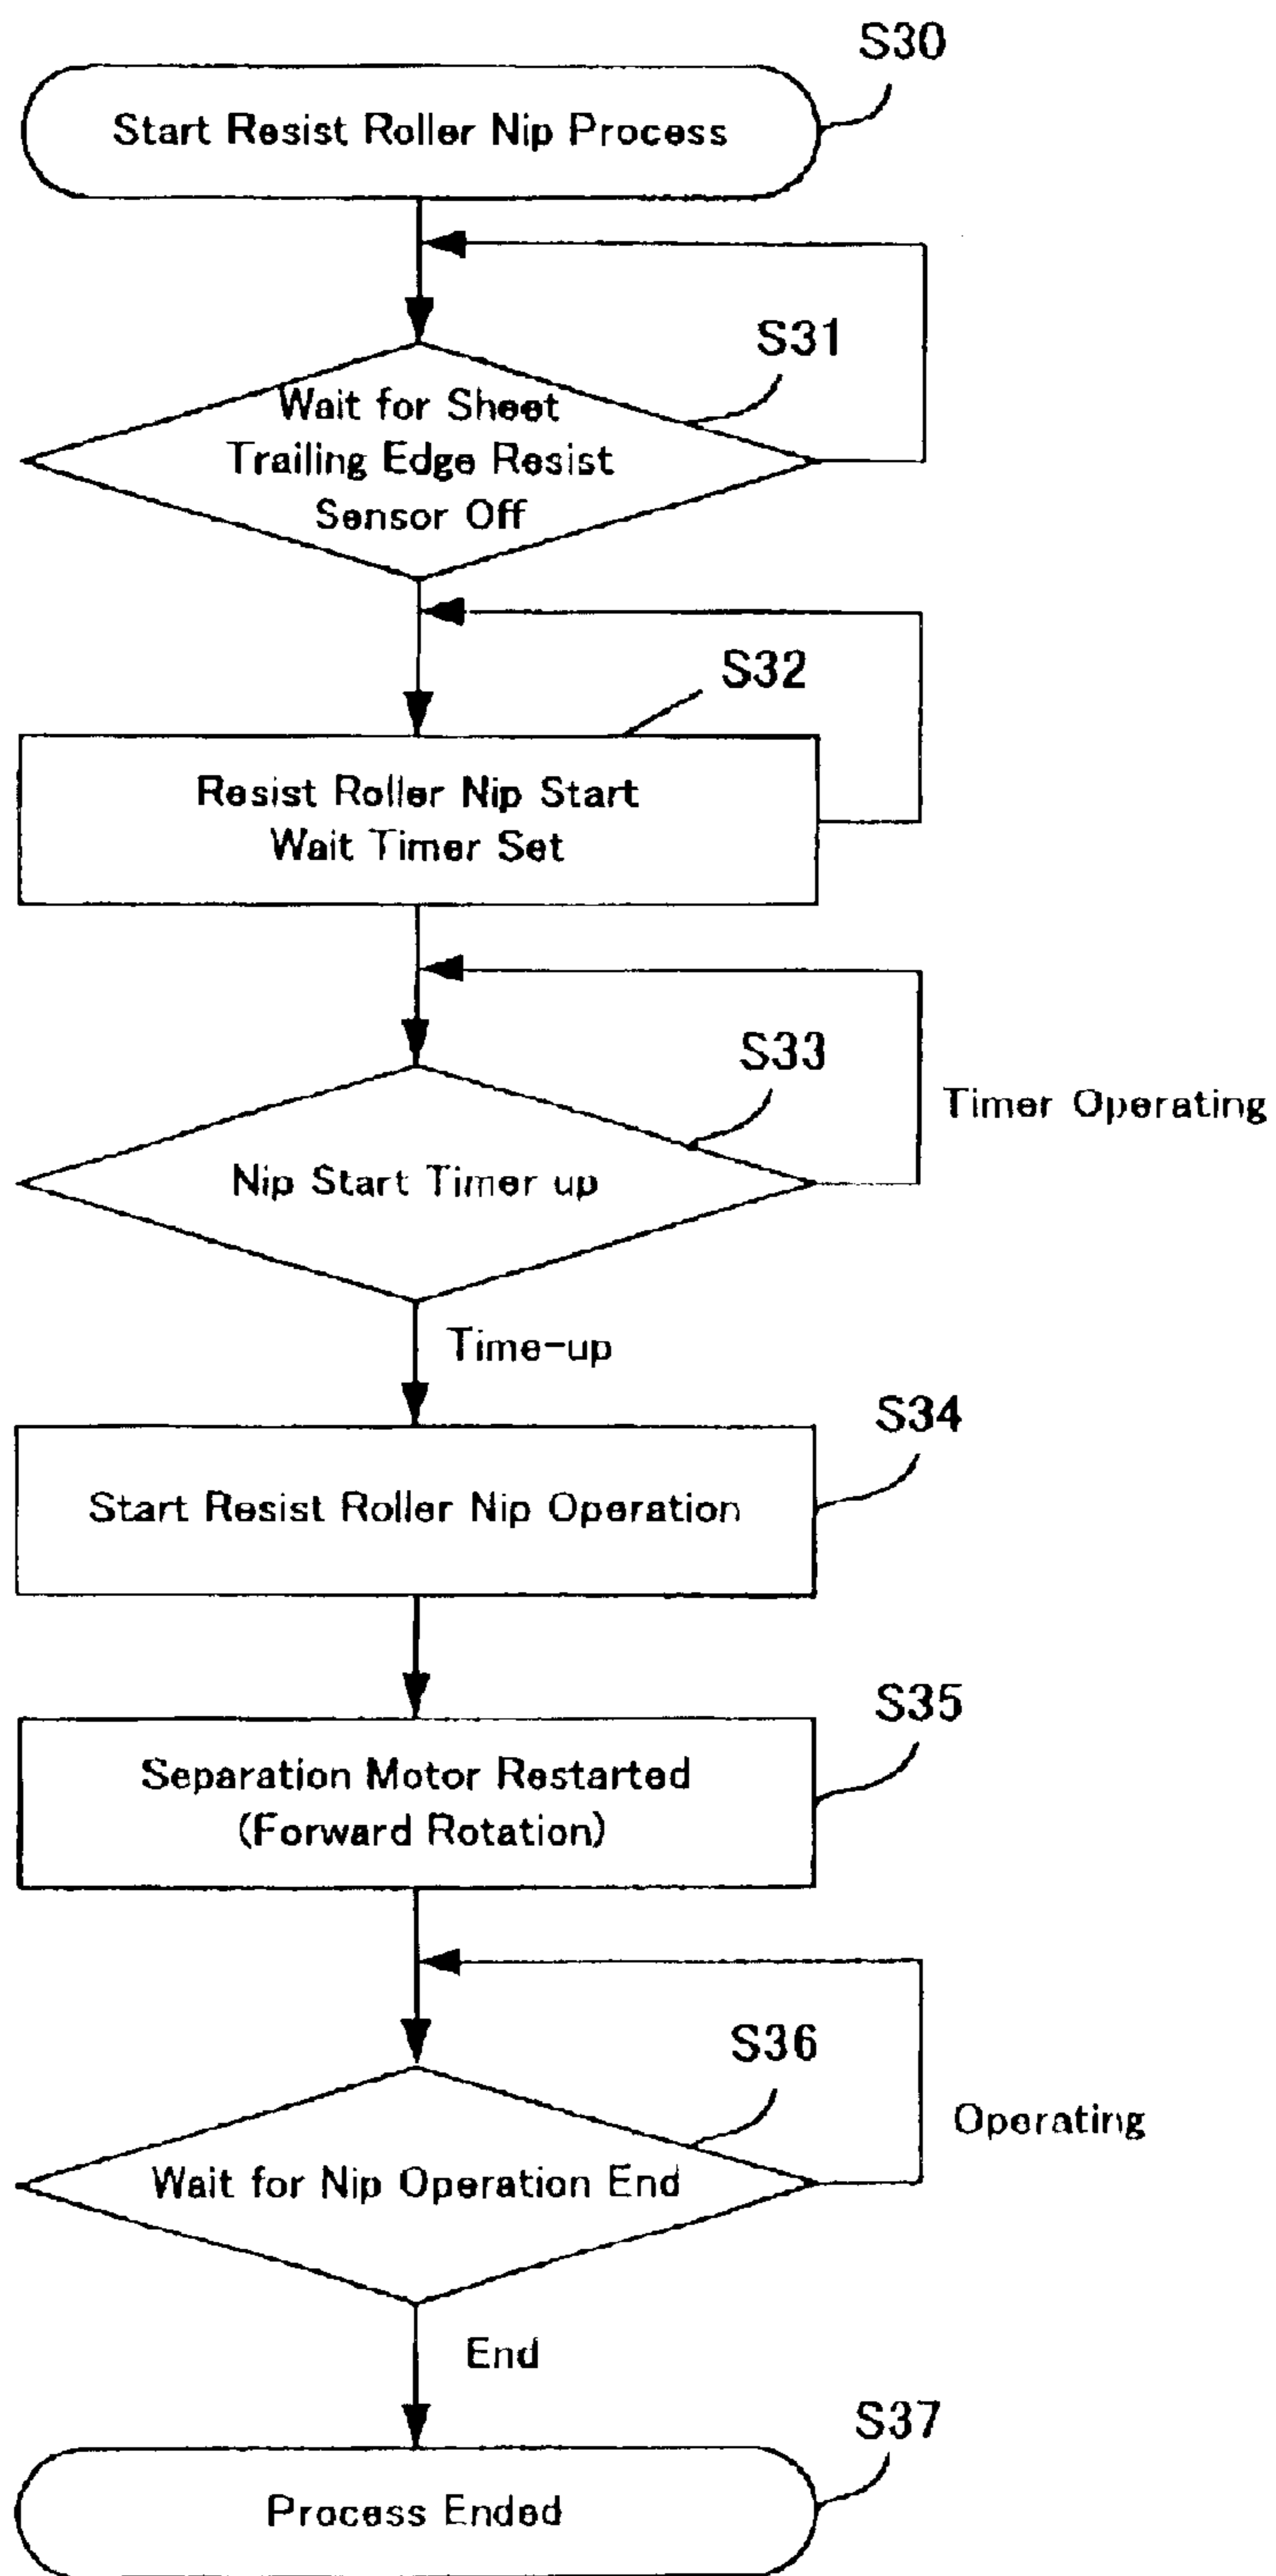 S30
Start Resist Roller Nip Process
S31
Wait for Sheet
Trailing Edge Resist
Sensor Off
S32
Resist Roller Nip Start
Wait Timer Set
S33
Timer Operating
Nip Start Timer up
Time-up
S34
Start Resist Roller Nip Operation
S35
Separation Motor Restarted
(Forward Rotation)
S36
Operating
Wait for Nip Operation End
End
S37
Process Ended